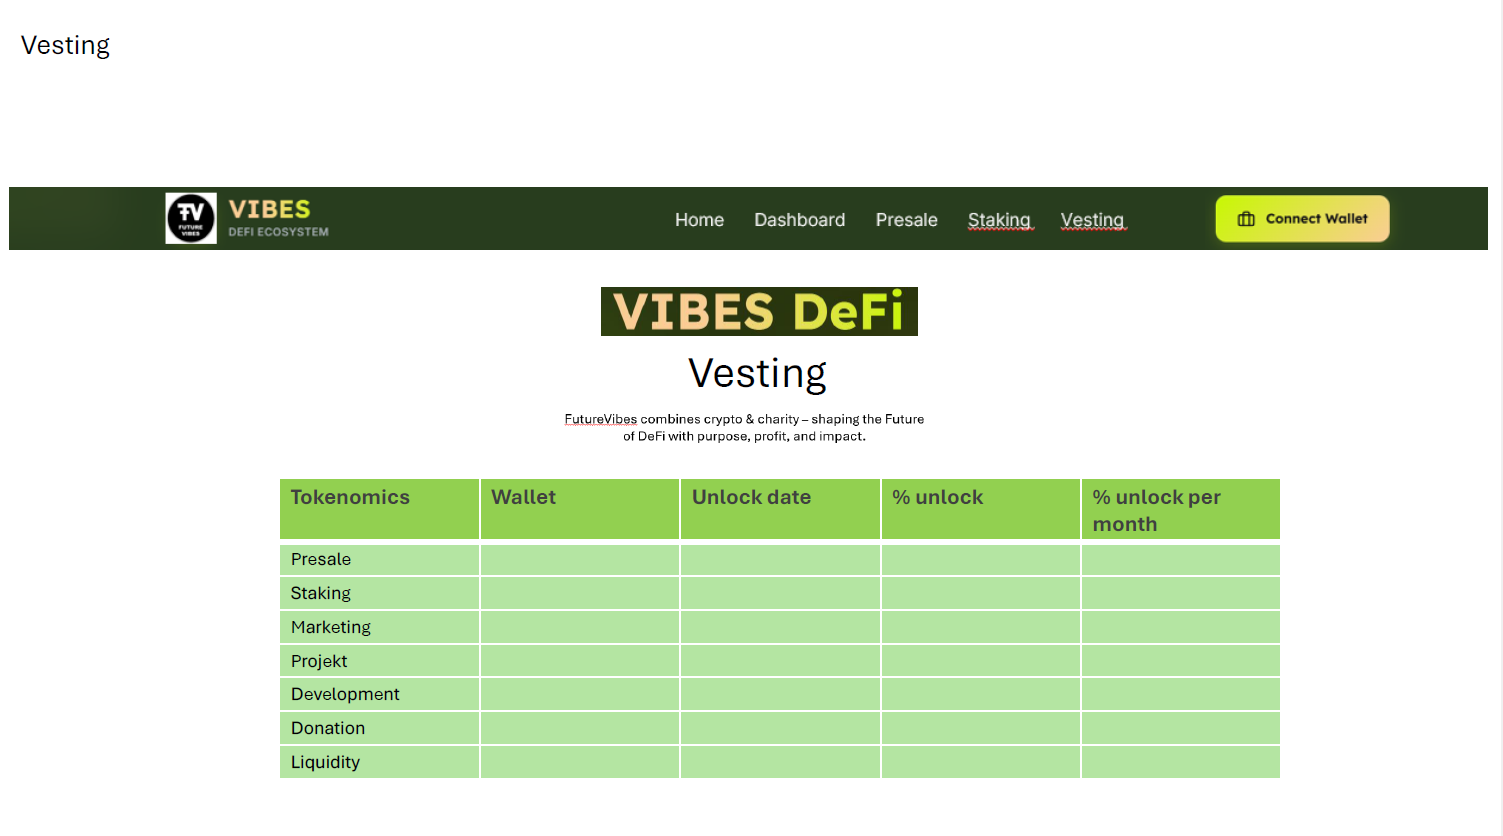 Vesting
FV
FUTURE
VIBES
VIBES
DEFI ECOSYSTEM
Home Dashboard Presale Staking Vesting
Connect Wallet
VIBES DeFi
Vesting
FutureVibes combines crypto & charity – shaping the Future
of DeFi with purpose, profit, and impact.
Tokenomics Wallet Unlock date % unlock % unlock per
month
Presale
Staking
Marketing
Projekt
Development
Donation
Liquidity